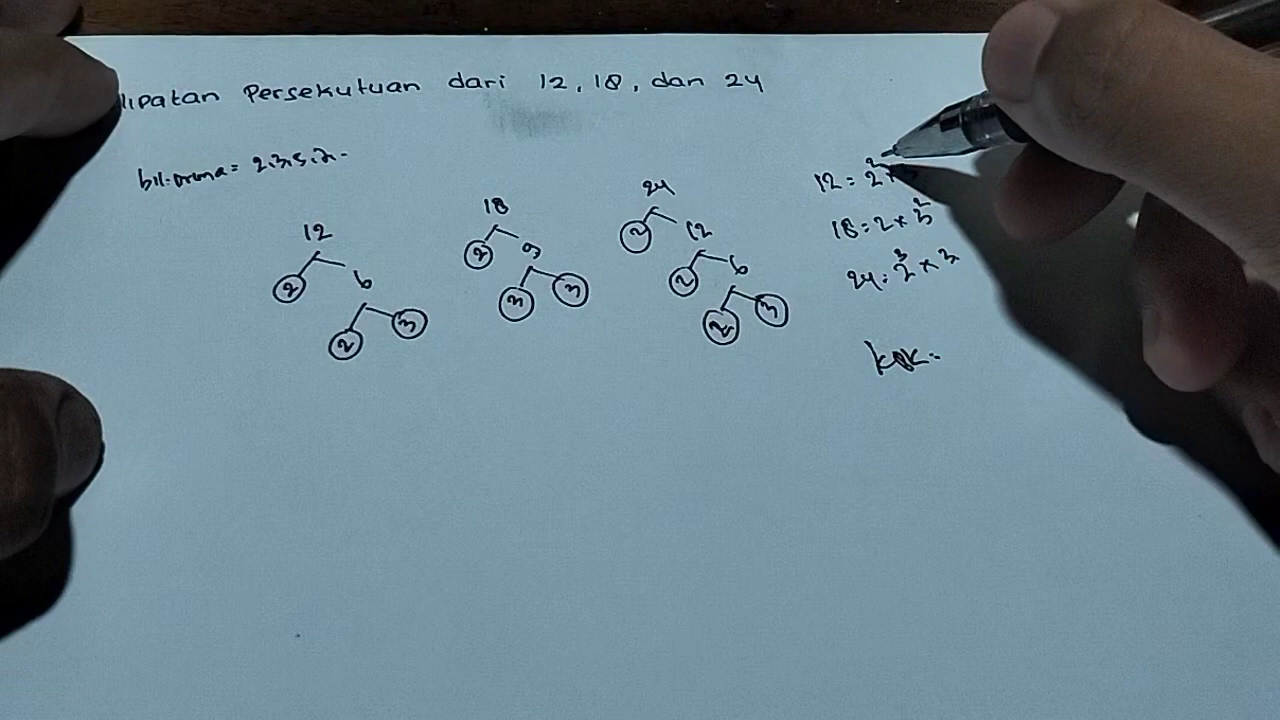 lipatan Persekutuan dari 12, 18, dan 24
bil. prima = 2.3.5.7.
12
2 6
2 3
18
2 9
3 3
24
2 12
2 6
2 3
12 = 2² ×
18 = 2 × 3²
24 = 2³ × 3
KPK =